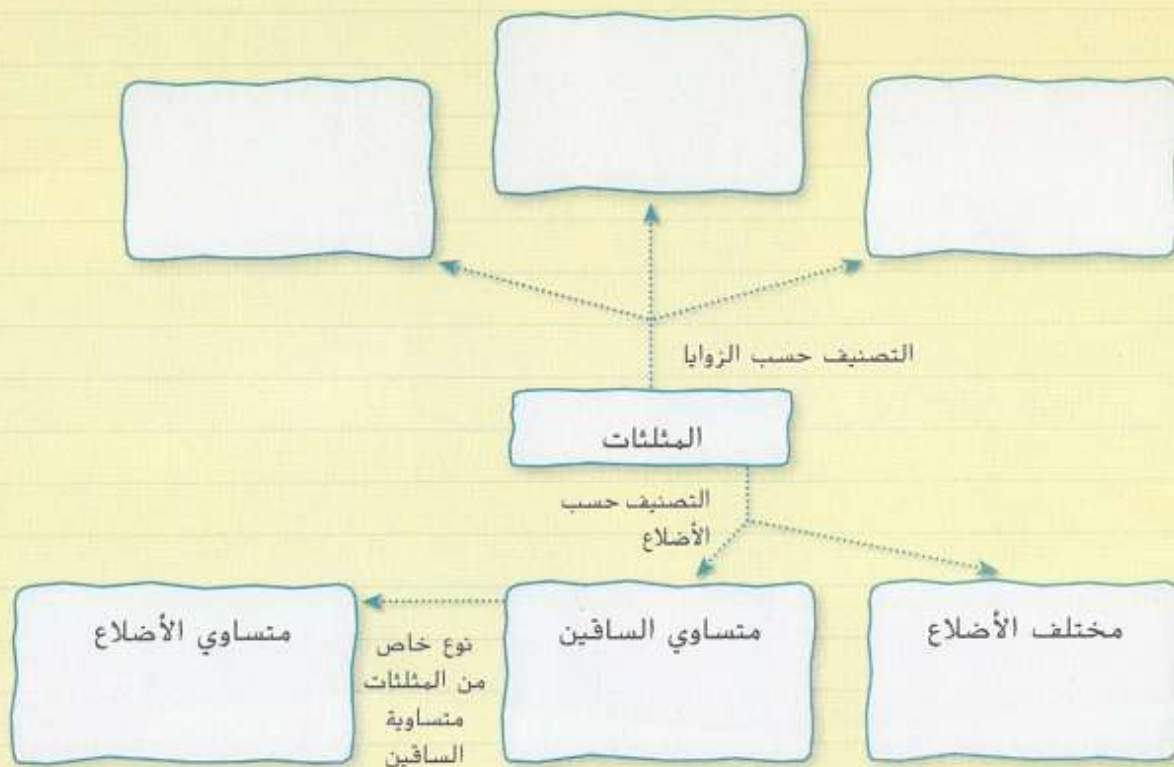 التصنيف حسب الزوايا
المثلثات
التصنيف حسب
الأضلاع
مختلف الأضلاع
متساوي الساقين
نوع خاص
من المثلثات
متساوية
الساقين
متساوي الأضلاع